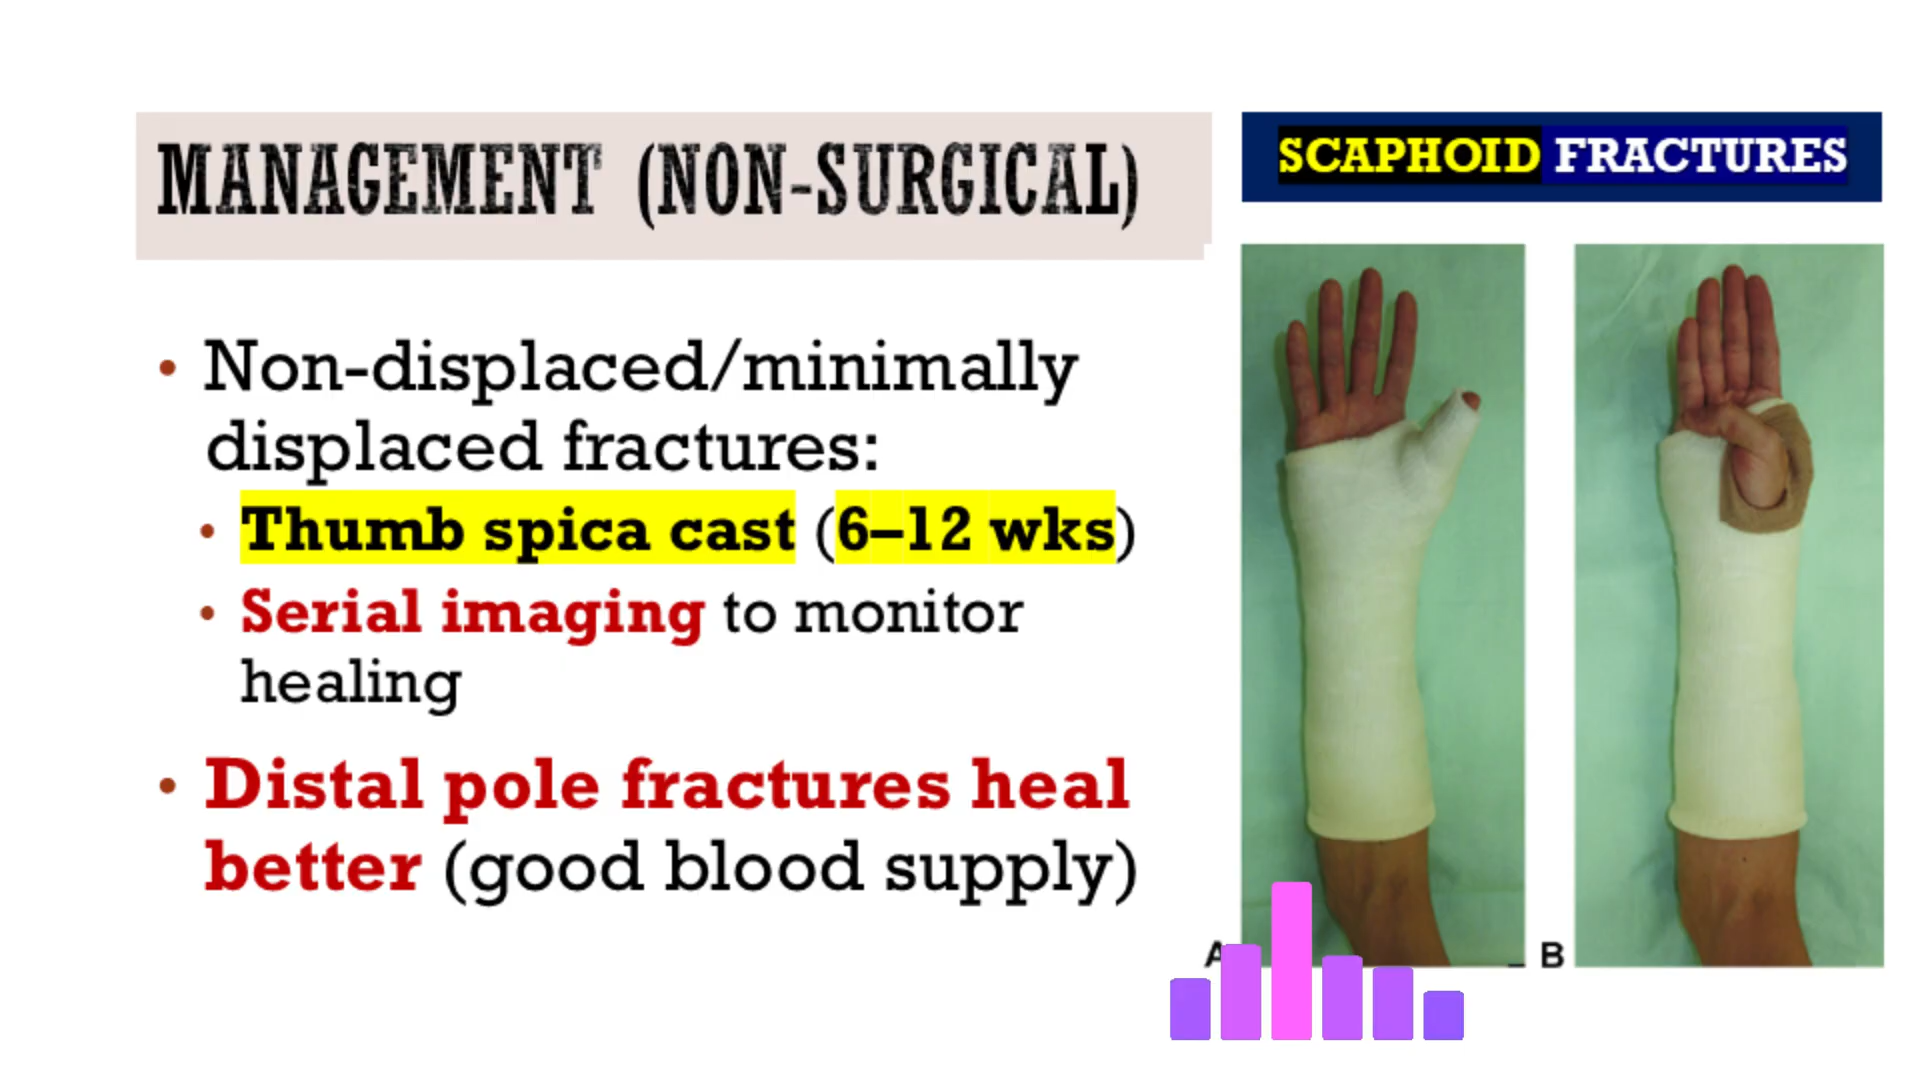 MANAGEMENT (NON-SURGICAL)
SCAPHOID FRACTURES
• Non-displaced/minimally
displaced fractures:
• Thumb spica cast (6–12 wks)
• Serial imaging to monitor
healing
• Distal pole fractures heal
better (good blood supply)
A
B